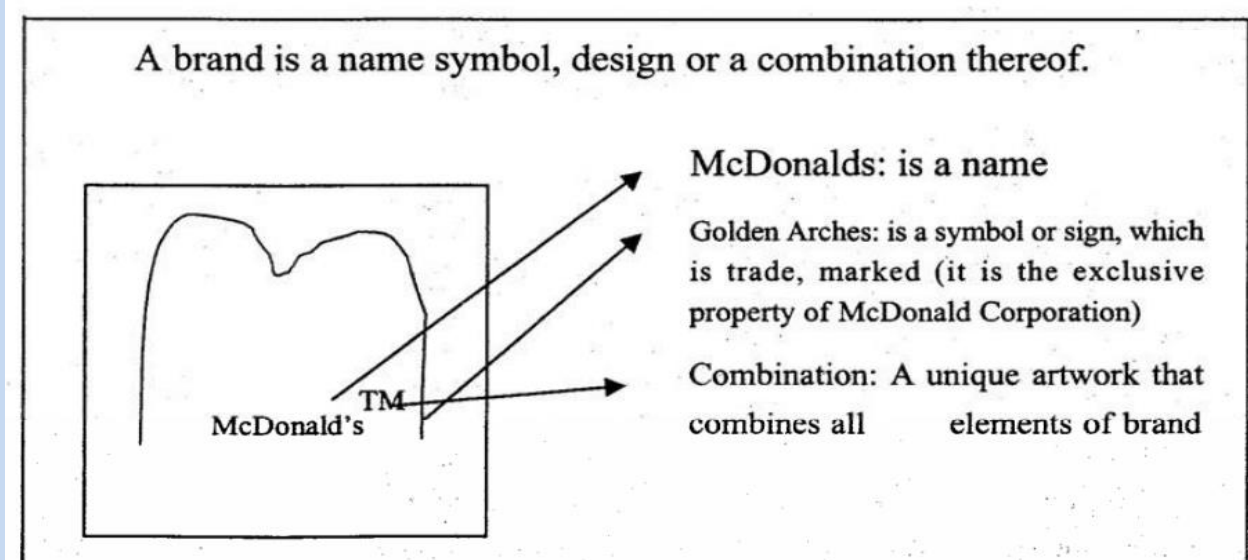 A brand is a name symbol, design or a combination thereof.
McDonalds: is a name
Golden Arches: is a symbol or sign, which
is trade, marked (it is the exclusive
property of McDonald Corporation)
Combination: A unique artwork that
combines all elements of brand
TM
McDonald's